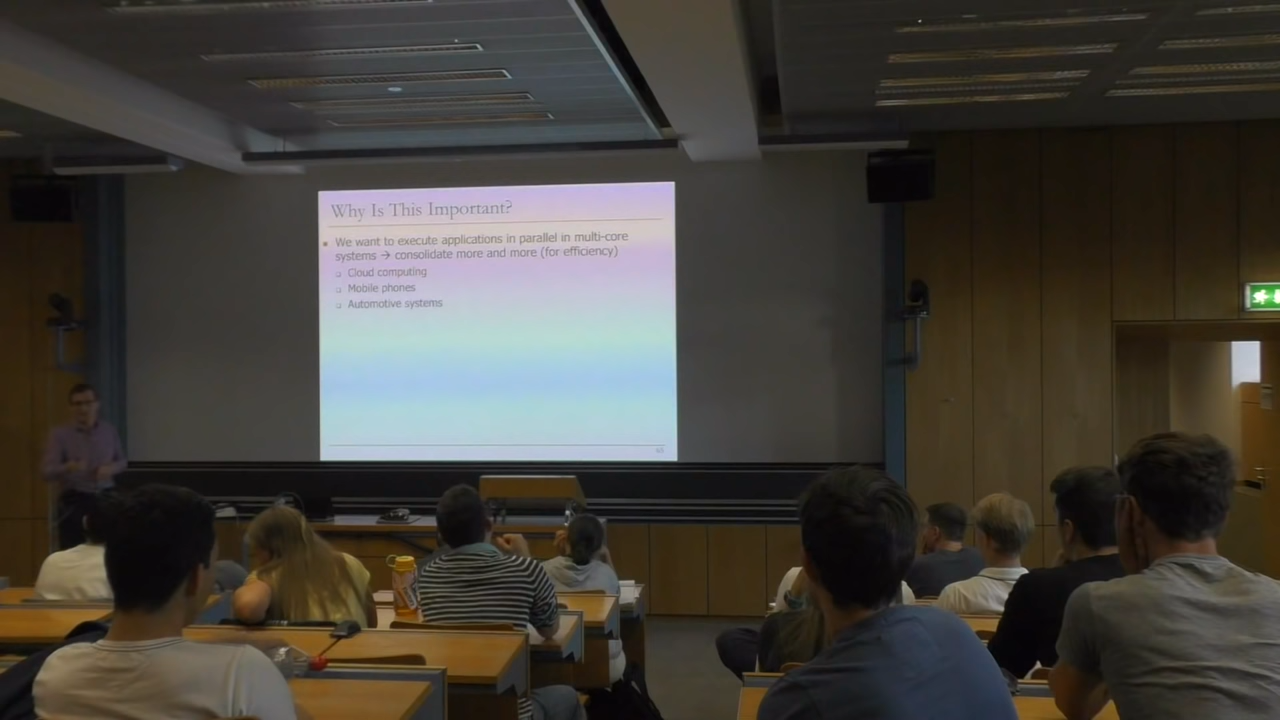 Why Is This Important?
We want to execute applications in parallel in multi-core
systems → consolidate more and more (for efficiency)
Cloud computing
Mobile phones
Automotive systems